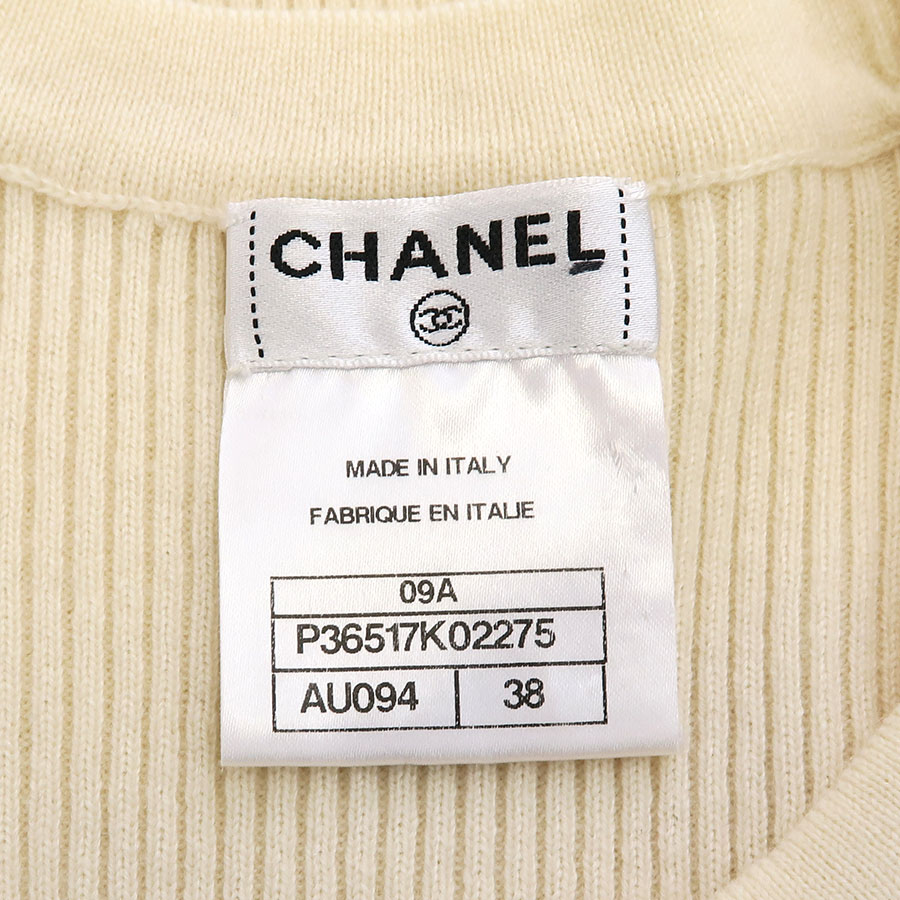 CHANEL
MADE IN ITALY
FABRIQUE EN ITALIE
09A
P36517K02275
AU094 38